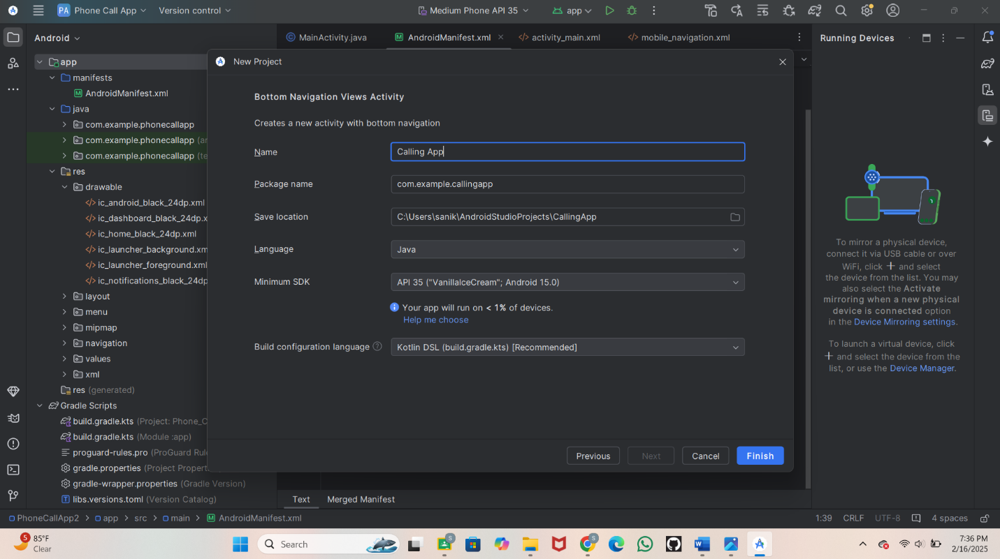 PA Phone Call App
Version control
Medium Phone API 35
app
Android
MainActivity.java
AndroidManifest.xml
activity_main.xml
mobile_navigation.xml
Running Devices
app
manifests
AndroidManifest.xml
java
com.example.phonecallapp
com.example.phonecallapp (an
com.example.phonecallapp (te
res
drawable
ic_android_black_24dp.xml
ic_dashboard_black_24dp.x
ic_home_black_24dp.xml
ic_launcher_background.xm
ic_launcher_foreground.xml
ic_notifications_black_24dp
layout
menu
mipmap
navigation
values
xml
res (generated)
Gradle Scripts
build.gradle.kts (Project: Phone_C
build.gradle.kts (Module :app)
proguard-rules.pro (ProGuard Rul
gradle.properties (Project Propert
gradle-wrapper.properties (Gradle Version)
libs.versions.toml (Version Catalog)
New Project
Bottom Navigation Views Activity
Creates a new activity with bottom navigation
Name
Calling App
Package name
com.example.callingapp
Save location
C:\Users\sanik\AndroidStudioProjects\CallingApp
Language
Java
Minimum SDK
API 35 ("VanillaIceCream"; Android 15.0)
Your app will run on < 1% of devices.
Help me choose
Build configuration language
Kotlin DSL (build.gradle.kts) [Recommended]
Previous
Next
Cancel
Finish
To mirror a physical device,
connect it via USB cable or over
WiFi, click + and select
the device from the list. You may
also select the Activate
mirroring when a new physical
device is connected option
in the Device Mirroring settings.
To launch a virtual device, click
+ and select the device from the
list, or use the Device Manager.
Text
Merged Manifest
PhoneCallApp2 > app > src > main > AndroidManifest.xml
1:39
CRLF
UTF-8
4 spaces
5
85°F
Clear
Search
S
S
7:36 PM
2/16/2025